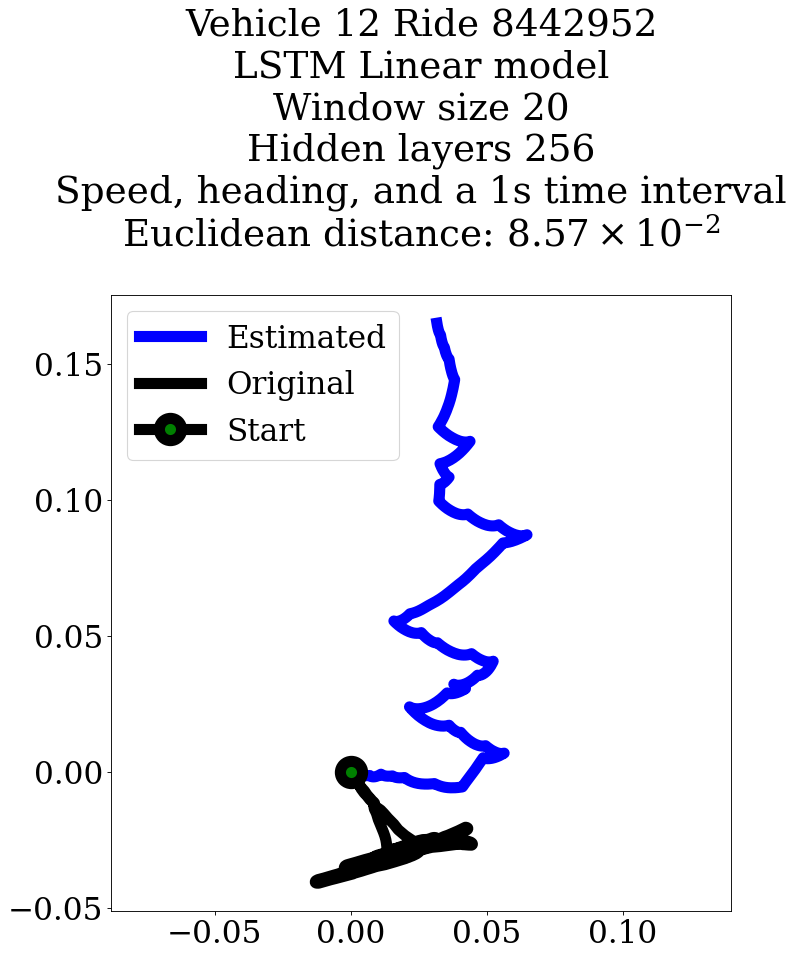 Vehicle 12 Ride 8442952
LSTM Linear model
Window size 20
Hidden layers 256
Speed, heading, and a 1s time interval
Euclidean distance: 8.57 × 10⁻²
Estimated
Original
Start
0.15
0.10
0.05
0.00
−0.05
−0.05
0.00
0.05
0.10